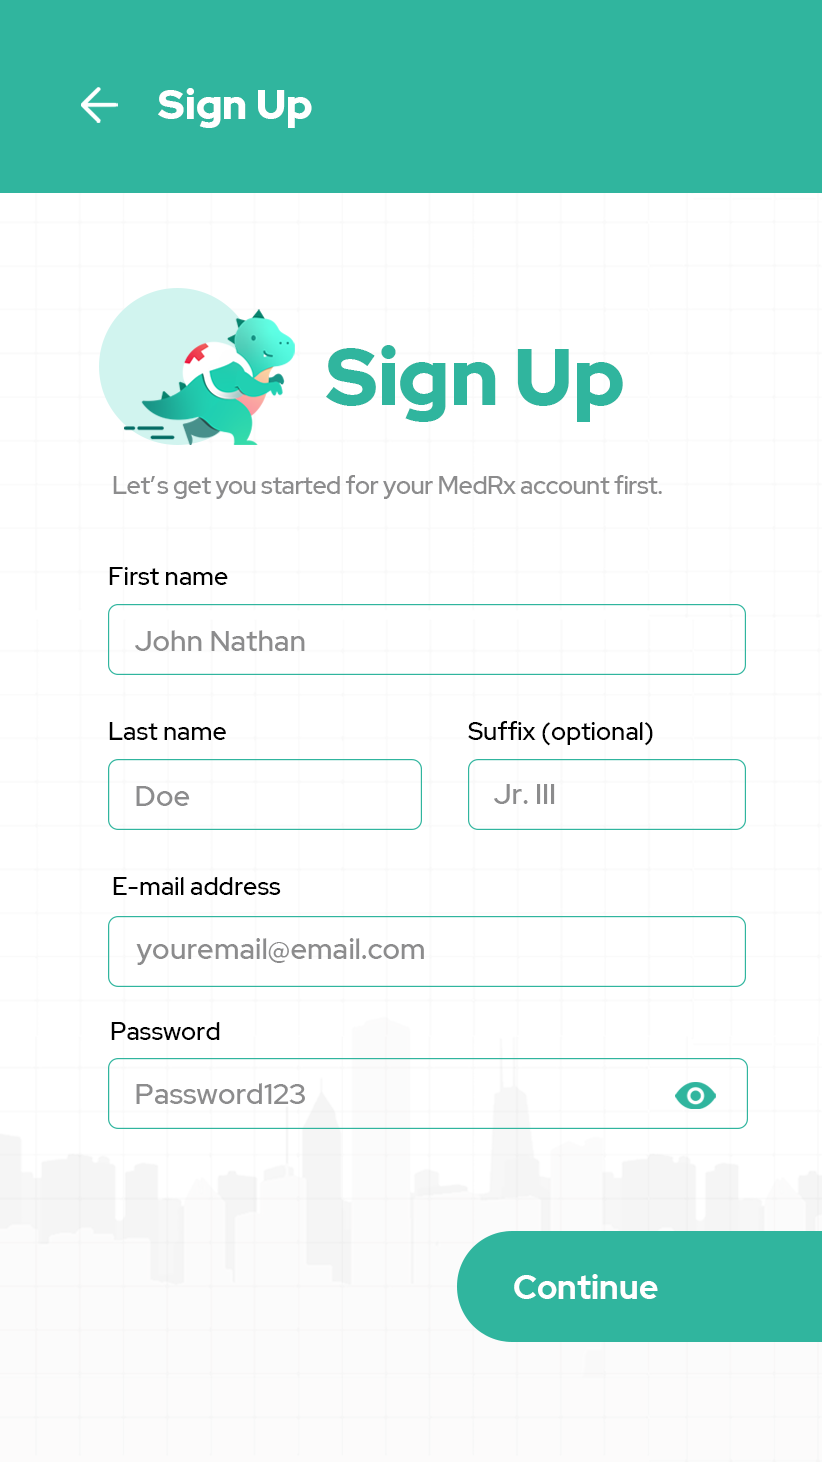 Sign Up
Sign Up
Let's get you started for your MedRx account first.
First name
John Nathan
Last name
Suffix (optional)
Doe
Jr. III
E-mail address
youremail@email.com
Password
Password123
Continue